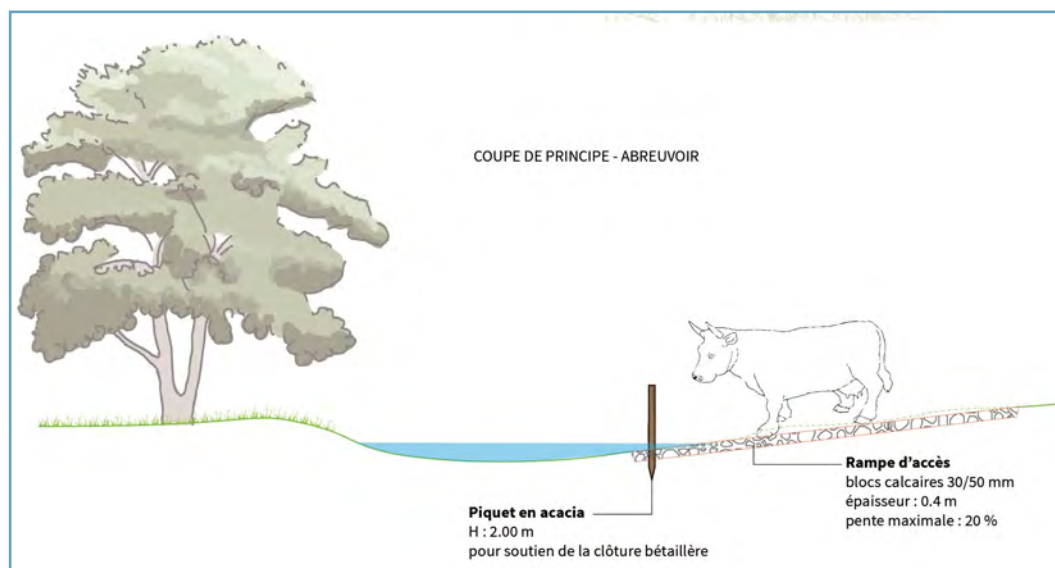 COUPE DE PRINCIPE - ABREUVOIR
Rampe d’accès
blocs calcaires 30/50 mm
épaisseur : 0.4 m
pente maximale : 20 %
Piquet en acacia
H : 2.00 m
pour soutien de la clôture bétaillère